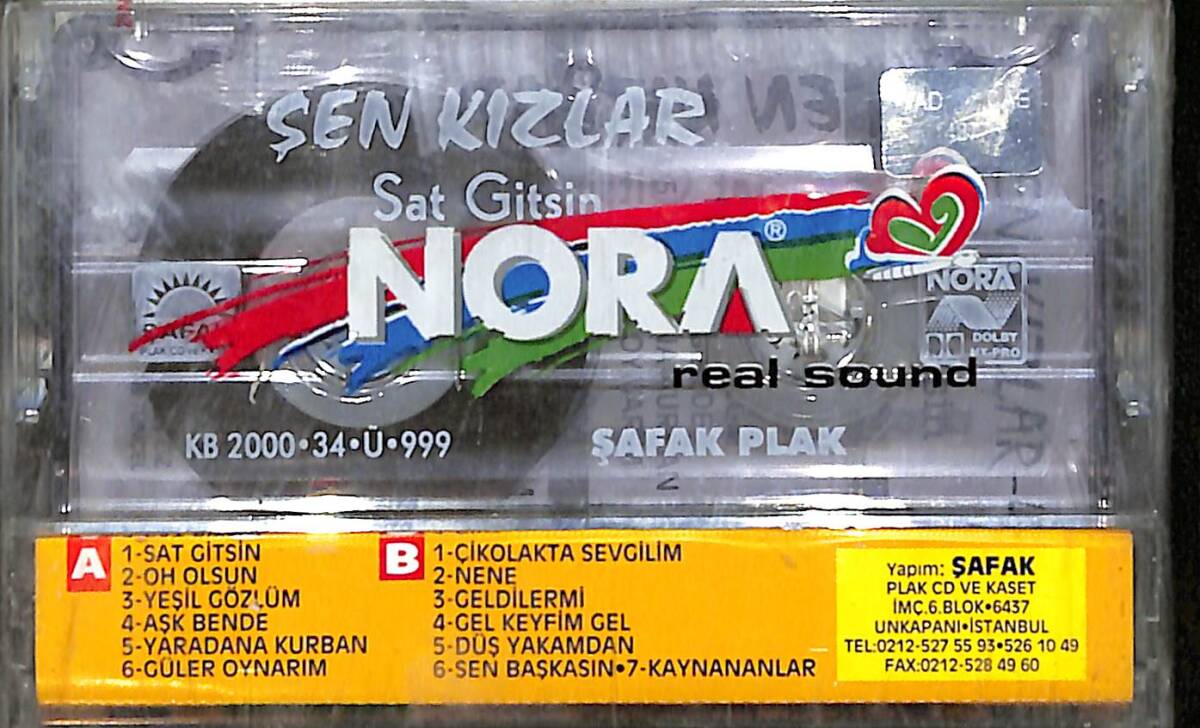 ŞEN KIZLAR
Sat Gitsin
NORA®
real sound
ŞAFAK
NORA®
DOLBY
HX-PRO
KB 2000•34•Ü•999
ŞAFAK PLAK
A
1-SAT GİTSİN
2-OH OLSUN
3-YEŞİL GÖZLÜM
4-AŞK BENDE
5-YARADANA KURBAN
6-GÜLER OYNARIM
B
1-ÇİKOLAKTA SEVGİLİM
2-NENE
3-GELDİLERMİ
4-GEL KEYFİM GEL
5-DÜŞ YAKAMDAN
6-SEN BAŞKASIN•7-KAYNANANLAR
Yapım: ŞAFAK
PLAK CD VE KASET
İMÇ.6.BLOK•6437
UNKAPANI•İSTANBUL
TEL:0212-527 55 93•526 10 49
FAX:0212-528 49 60